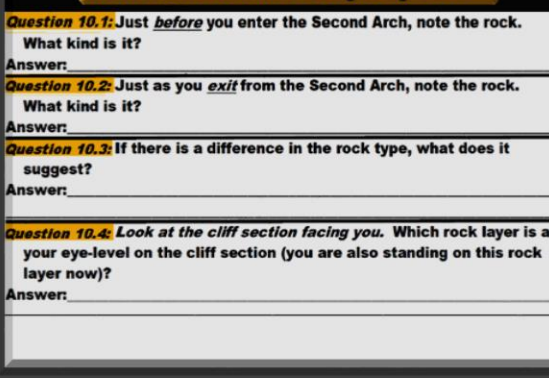 Question 10.1: Just before you enter the Second Arch, note the rock.
What kind is it?
Answer:
Question 10.2: Just as you exit from the Second Arch, note the rock.
What kind is it?
Answer:
Question 10.3: If there is a difference in the rock type, what does it
suggest?
Answer:
Question 10.4: Look at the cliff section facing you. Which rock layer is a
your eye-level on the cliff section (you are also standing on this rock
layer now)?
Answer: